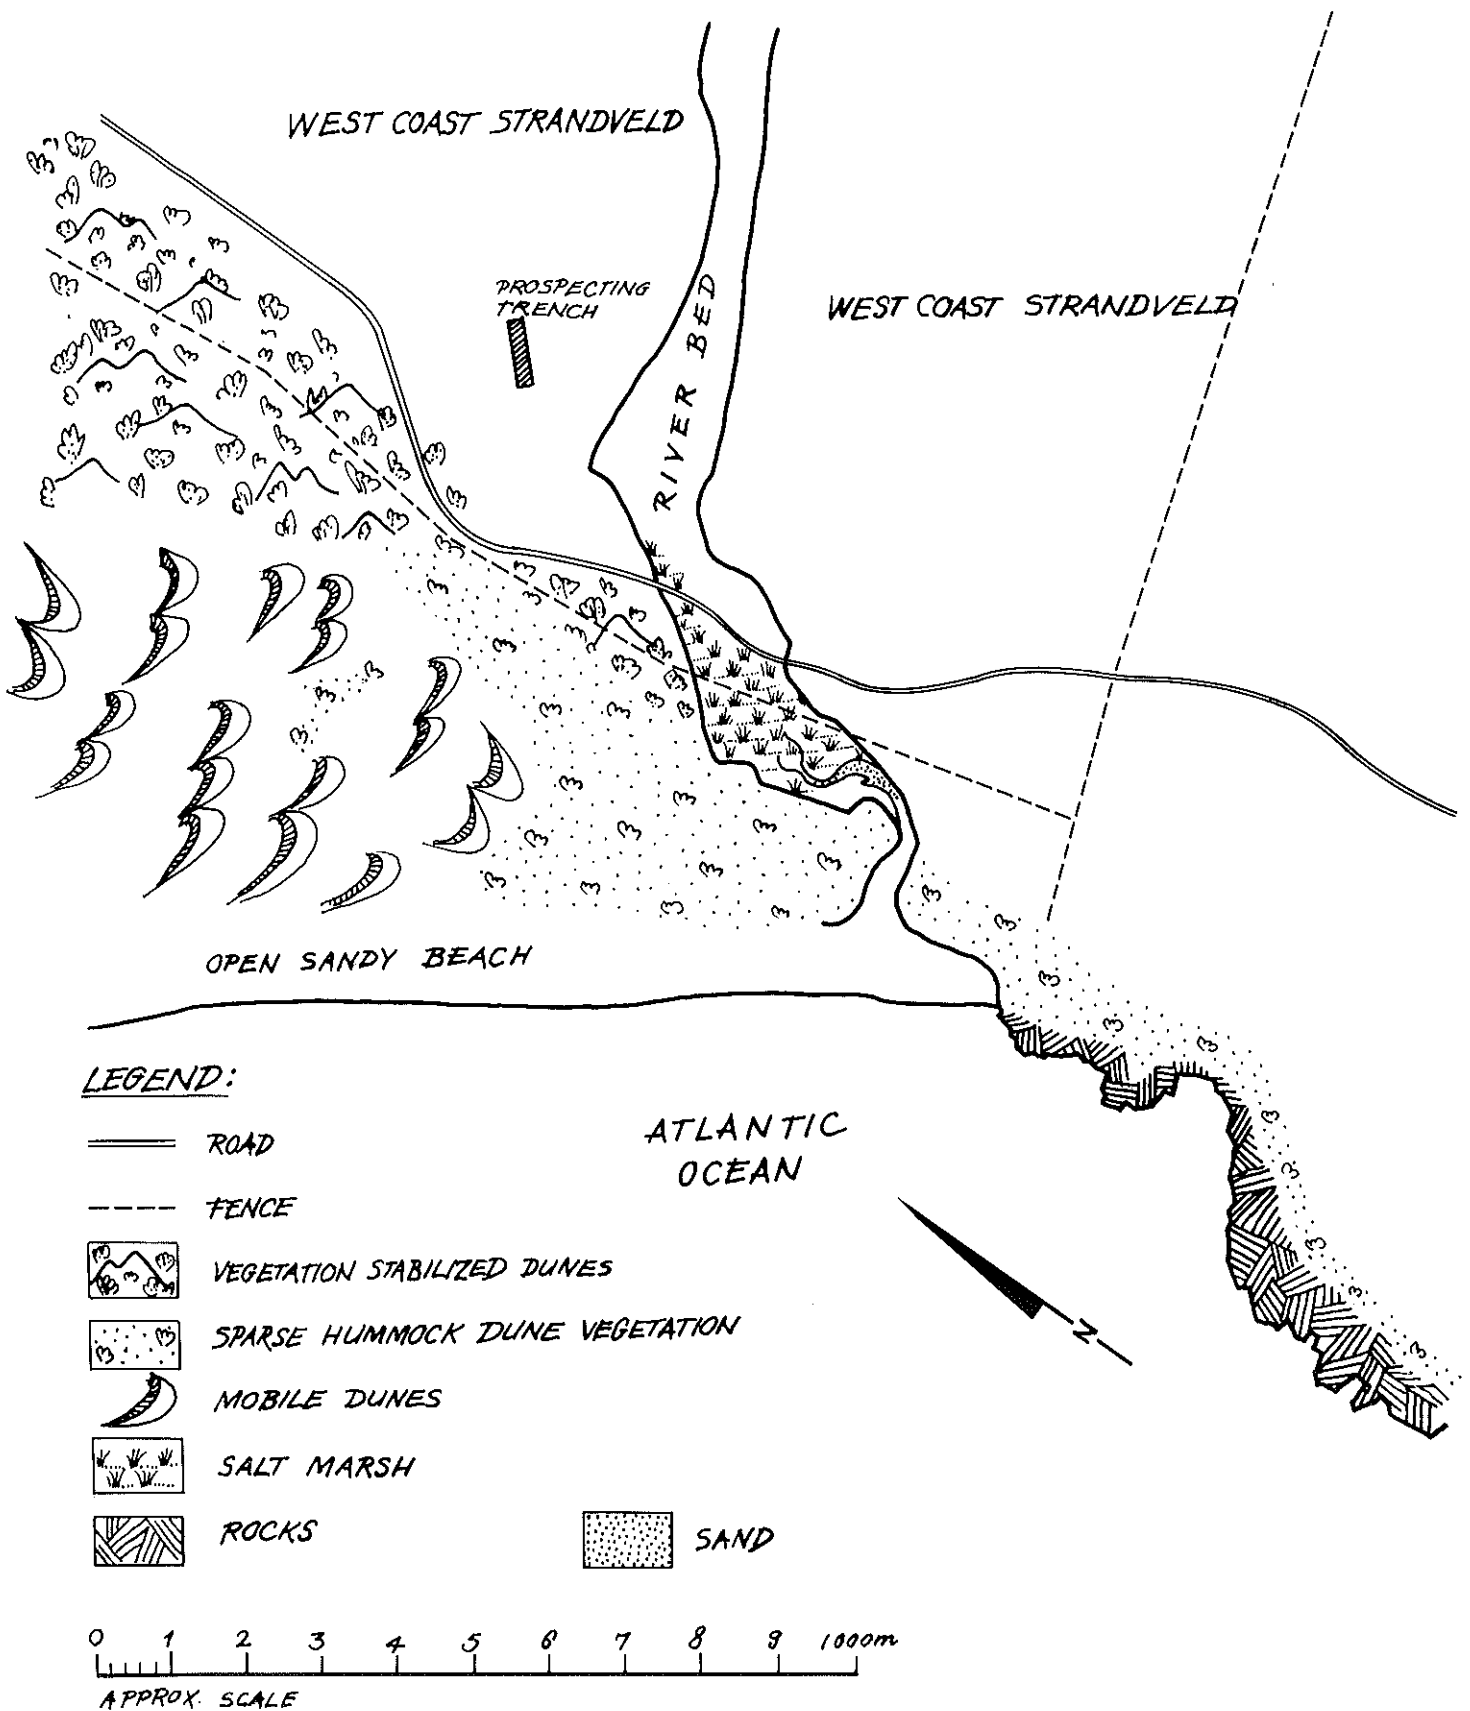 WEST COAST STRANDVELD
PROSPECTING
TRENCH
RIVER BED
WEST COAST STRANDVELD
OPEN SANDY BEACH
LEGEND:
ROAD
FENCE
VEGETATION STABILIZED DUNES
SPARSE HUMMOCK DUNE VEGETATION
MOBILE DUNES
SALT MARSH
ROCKS
SAND
ATLANTIC
OCEAN
N
0 1 2 3 4 5 6 7 8 9 1000m
APPROX. SCALE